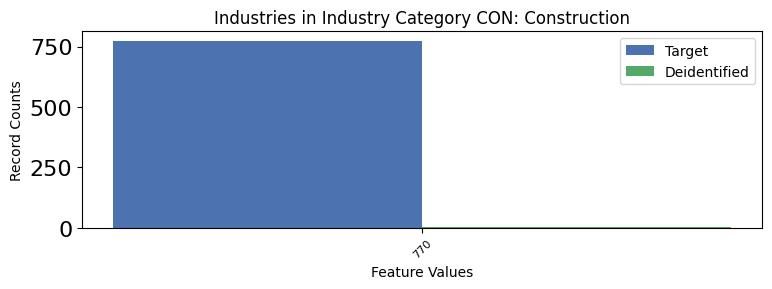 Industries in Industry Category CON: Construction
Record Counts
750
500
250
0
Target
Deidentified
770
Feature Values